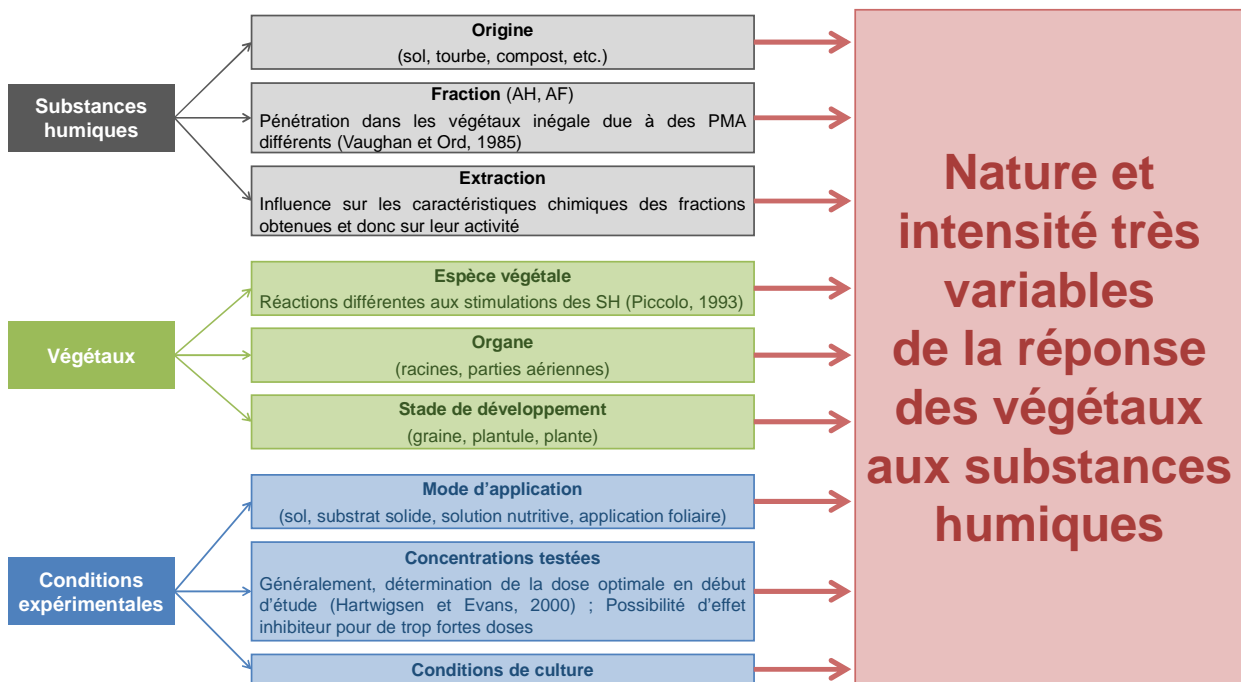 Substances
humiques
Origine
(sol, tourbe, compost, etc.)
Fraction (AH, AF)
Pénétration dans les végétaux inégale due à des PMA
différents (Vaughan et Ord, 1985)
Extraction
Influence sur les caractéristiques chimiques des fractions
obtenues et donc sur leur activité
Végétaux
Espèce végétale
Réactions différentes aux stimulations des SH (Piccolo, 1993)
Organe
(racines, parties aériennes)
Stade de développement
(graine, plantule, plante)
Conditions
expérimentales
Mode d'application
(sol, substrat solide, solution nutritive, application foliaire)
Concentrations testées
Généralement, détermination de la dose optimale en début
d'étude (Hartwigsen et Evans, 2000) ; Possibilité d'effet
inhibiteur pour de trop fortes doses
Conditions de culture
Nature et
intensité très
variables
de la réponse
des végétaux
aux substances
humiques